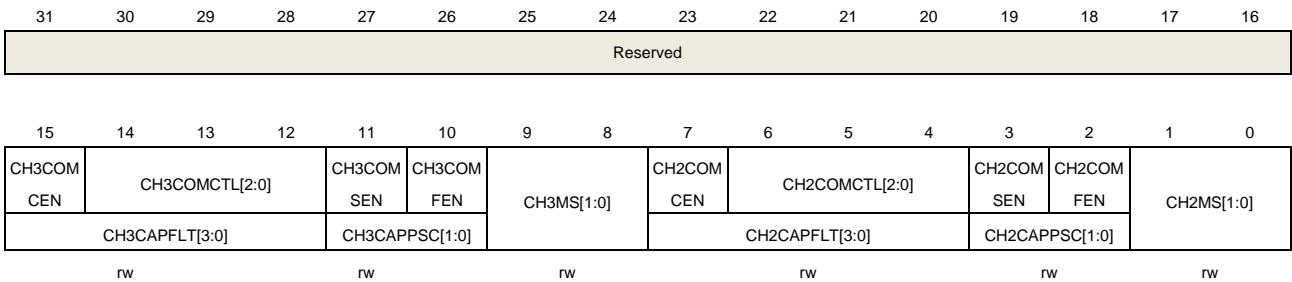 31 30 29 28 27 26 25 24 23 22 21 20 19 18 17 16
Reserved
15 14 13 12 11 10 9 8 7 6 5 4 3 2 1 0
CH3COM CEN CH3COMCTL[2:0] CH3COM SEN CH3COM FEN CH3MS[1:0] CH2COM CEN CH2COMCTL[2:0] CH2COM SEN CH2COM FEN CH2MS[1:0]
CH3CAPFLT[3:0] CH3CAPPSC[1:0] CH2CAPFLT[3:0] CH2CAPPSC[1:0]
rw rw rw rw rw rw